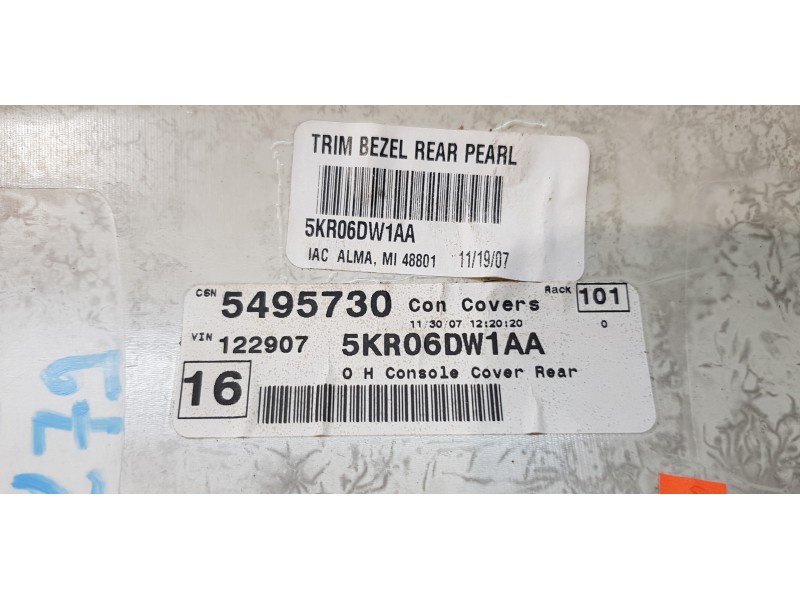 TRIM BEZEL REAR PEARL
5KR06DW1AA
IAC ALMA, MI 48801 11/19/07
CSN 5495730 Con Covers Rack 101
11/30/07 12:20:20 0
VIN 122907 5KR06DW1AA
16 O H Console Cover Rear